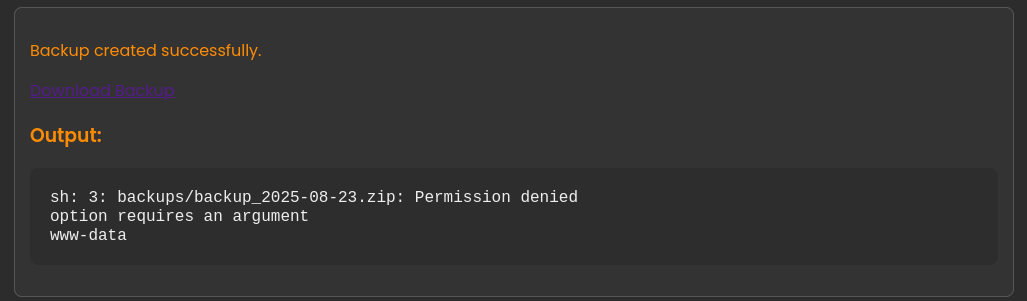 Backup created successfully.
Download Backup
Output:
sh: 3: backups/backup_2025-08-23.zip: Permission denied
option requires an argument
www-data